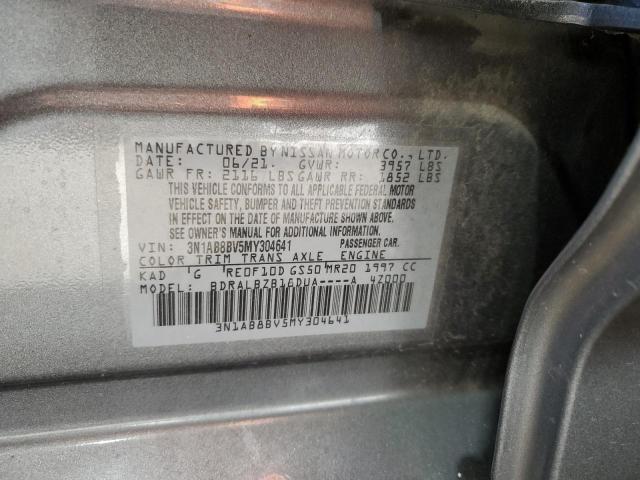 MANUFACTURED BY NISSAN MOTOR CO., LTD.
DATE: 06/21. GVWR: 3957 LBS
GAWR FR: 2116 LBS GAWR RR: 1852 LBS
THIS VEHICLE CONFORMS TO ALL APPLICABLE FEDERAL MOTOR
VEHICLE SAFETY, BUMPER AND THEFT PREVENTION STANDARDS
IN EFFECT ON THE DATE OF MANUFACTURE SHOWN ABOVE.
SEE OWNER'S MANUAL FOR ADDITIONAL INFORMATION.
VIN: 3N1AB8BV5MY304641 PASSENGER CAR.
COLOR TRIM TRANS AXLE ENGINE
KAD 'G 'RE0F10D GS50'MR20 1997 CC
MODEL: BDRALBZB16DUA----A 4Z000
3N1AB8BV5MY304641